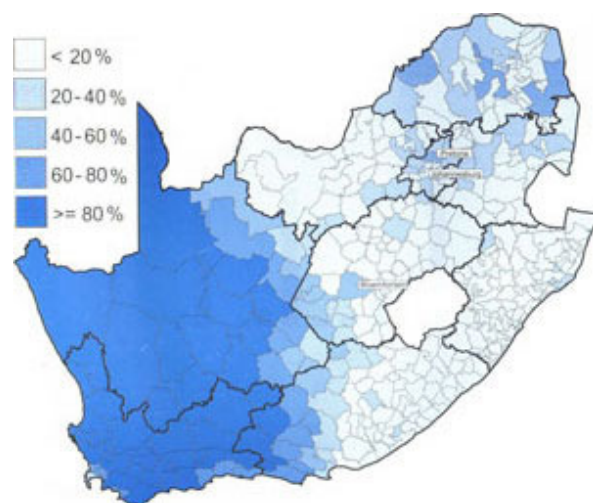 < 20 %
20 - 40 %
40 - 60 %
60 - 80 %
>= 80 %
Pretoria
Johannesburg
Bloemfontein